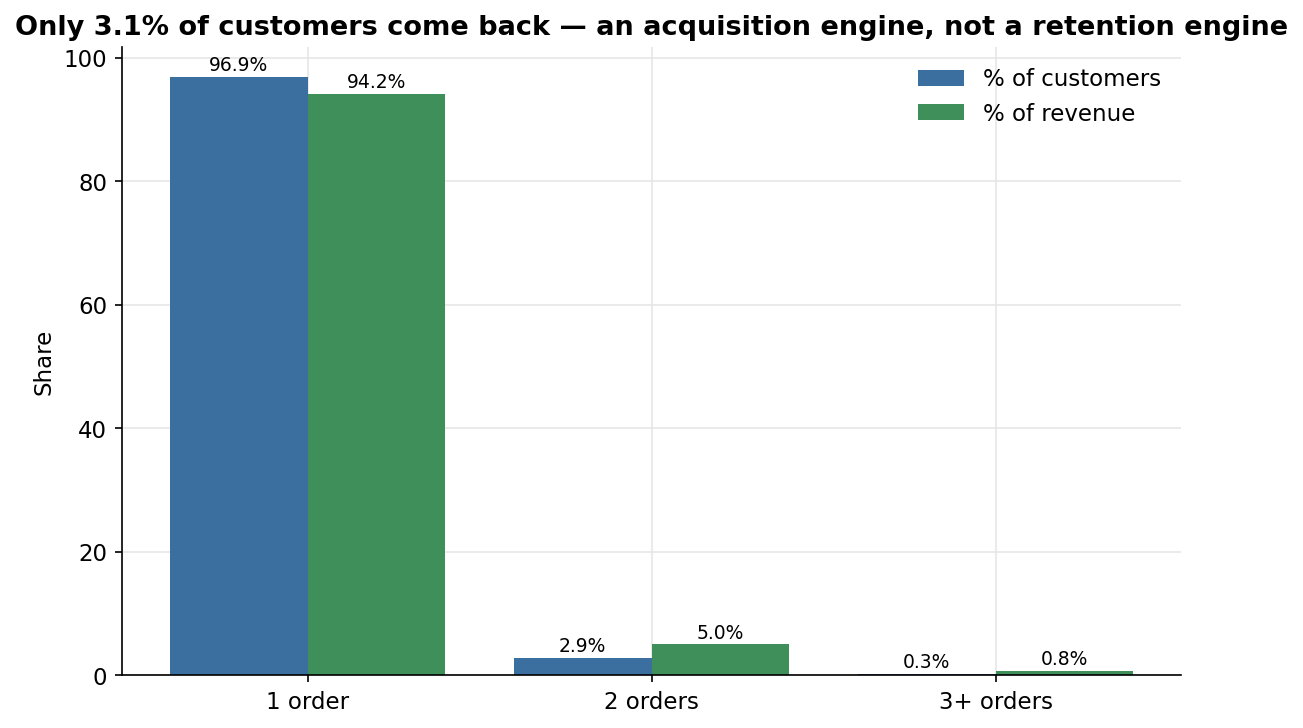 Only 3.1% of customers come back — an acquisition engine, not a retention engine
% of customers
% of revenue
96.9%
94.2%
2.9%
5.0%
0.3%
0.8%
Share
100
80
60
40
20
0
1 order
2 orders
3+ orders